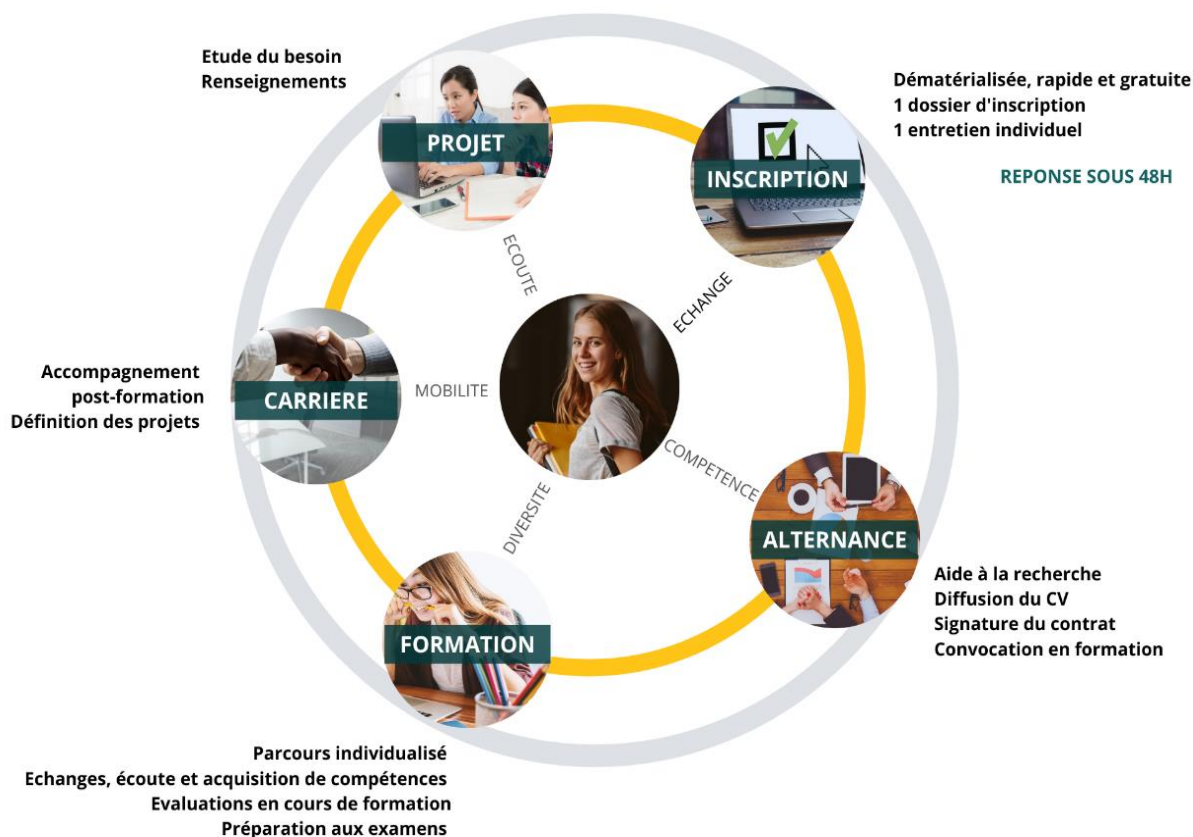 Etude du besoin
Renseignements
PROJET
Dématérialisée, rapide et gratuite
1 dossier d'inscription
1 entretien individuel
REPONSE SOUS 48H
INSCRIPTION
ECOUTE
ECHANGE
Accompagnement
post-formation
Définition des projets
CARRIERE
MOBILITE
COMPETENCE
DIVERSITE
ALTERNANCE
Aide à la recherche
Diffusion du CV
Signature du contrat
Convocation en formation
FORMATION
Parcours individualisé
Echanges, écoute et acquisition de compétences
Evaluations en cours de formation
Préparation aux examens